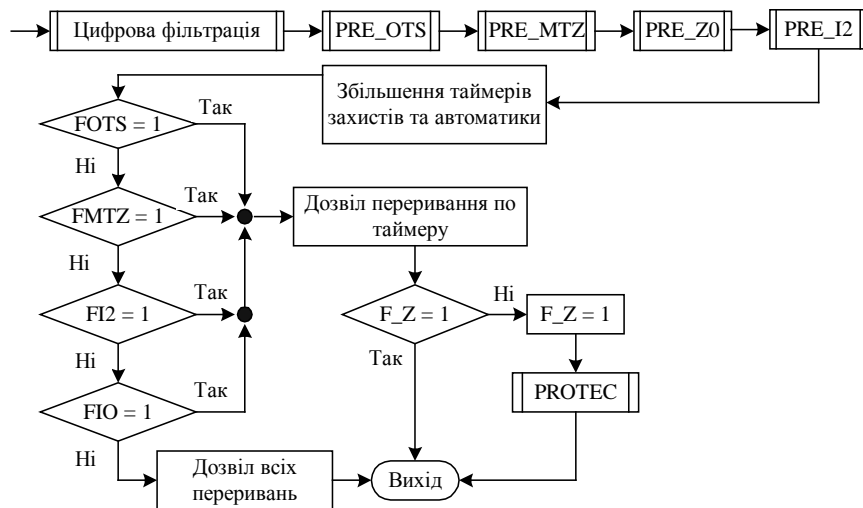 Цифрова фільтрація
PRE_OTS
PRE_MTZ
PRE_Z0
PRE_I2
Збільшення таймерів
захистів та автоматики
FOTS = 1
Так
Ні
FMTZ = 1
Так
Ні
Дозвіл переривання по
таймеру
FI2 = 1
Так
Ні
F_Z = 1
Ні
Так
F_Z = 1
PROTEC
FIO = 1
Так
Ні
Дозвіл всіх
переривань
Вихід